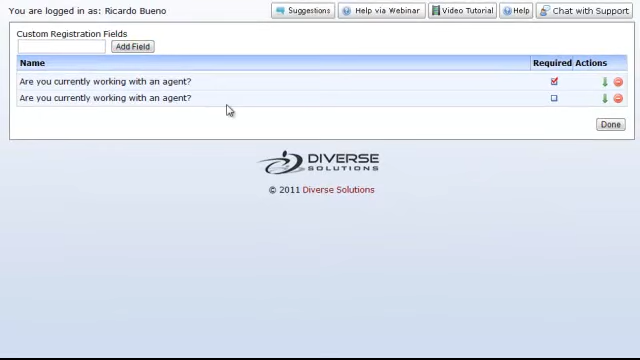 You are logged in as: Ricardo Bueno
Suggestions
Help via Webinar
Video Tutorial
Help
Chat with Support
Custom Registration Fields
Add Field
Name Required Actions
Are you currently working with an agent?
Are you currently working with an agent?
Done
DIVERSE
SOLUTIONS
© 2011 Diverse Solutions